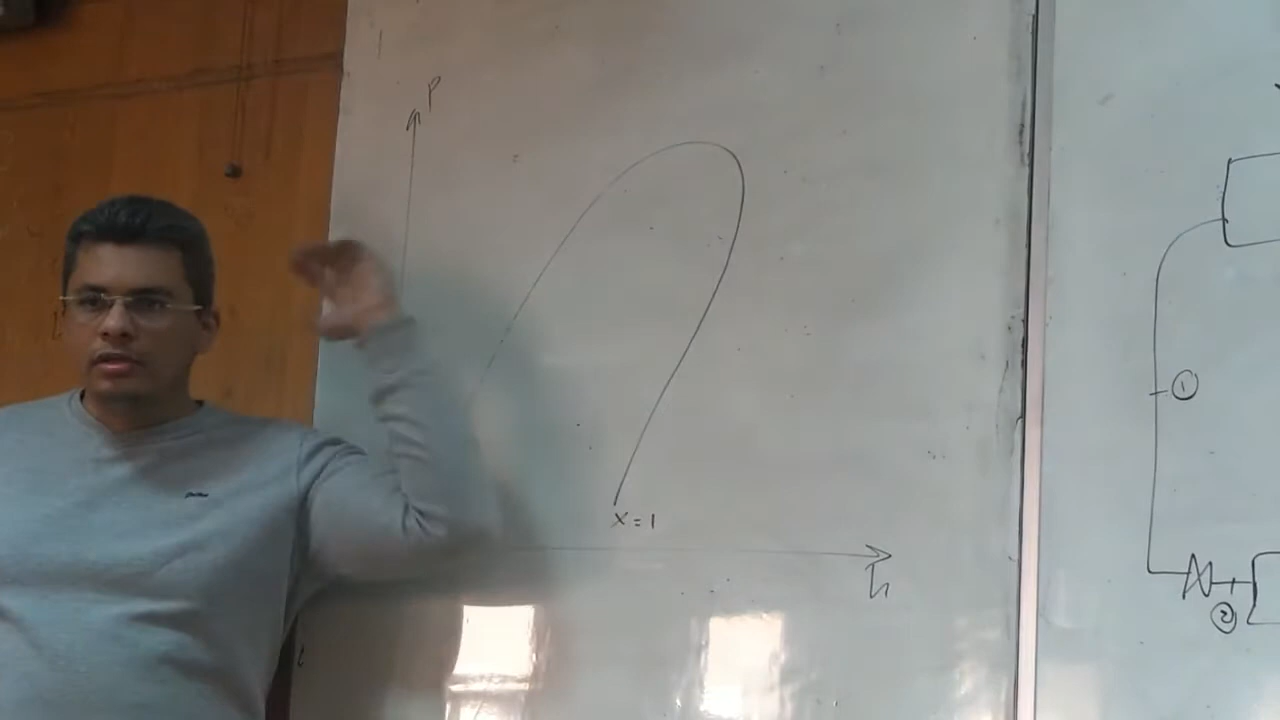 P
x = 1
h
①
②